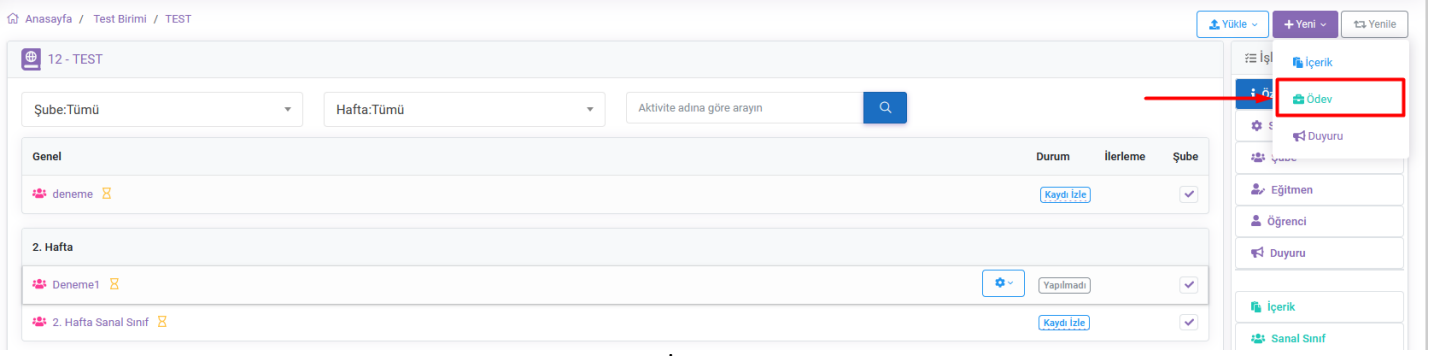 Anasayfa / Test Birimi / TEST
Yükle
Yeni
Yenile
12 - TEST
Şube:Tümü
Hafta:Tümü
Aktivite adına göre arayın
Genel Durum İlerleme Şube
deneme Kaydı İzle
2. Hafta
Deneme1 Yapılmadı
2. Hafta Sanal Sınıf Kaydı İzle
İçerik
Ödev
Duyuru
Eğitmen
Öğrenci
Duyuru
İçerik
Sanal Sınıf